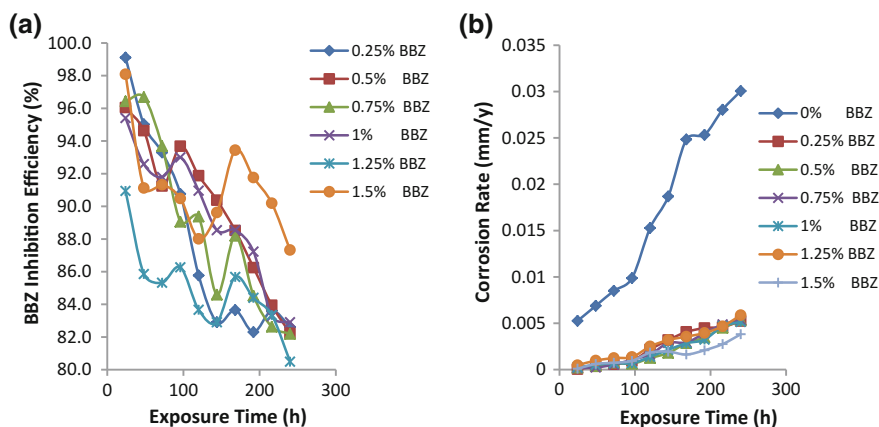 (a)
100.0
98.0
96.0
94.0
92.0
90.0
88.0
86.0
84.0
82.0
80.0
BBZ Inhibition Efficiency (%)
0 100 200 300
Exposure Time (h)
0.25% BBZ
0.5% BBZ
0.75% BBZ
1% BBZ
1.25% BBZ
1.5% BBZ
(b)
0.035
0.03
0.025
0.02
0.015
0.01
0.005
0
Corrosion Rate (mm/y)
0 100 200 300
Exposure Time (h)
0% BBZ
0.25% BBZ
0.5% BBZ
0.75% BBZ
1% BBZ
1.25% BBZ
1.5% BBZ